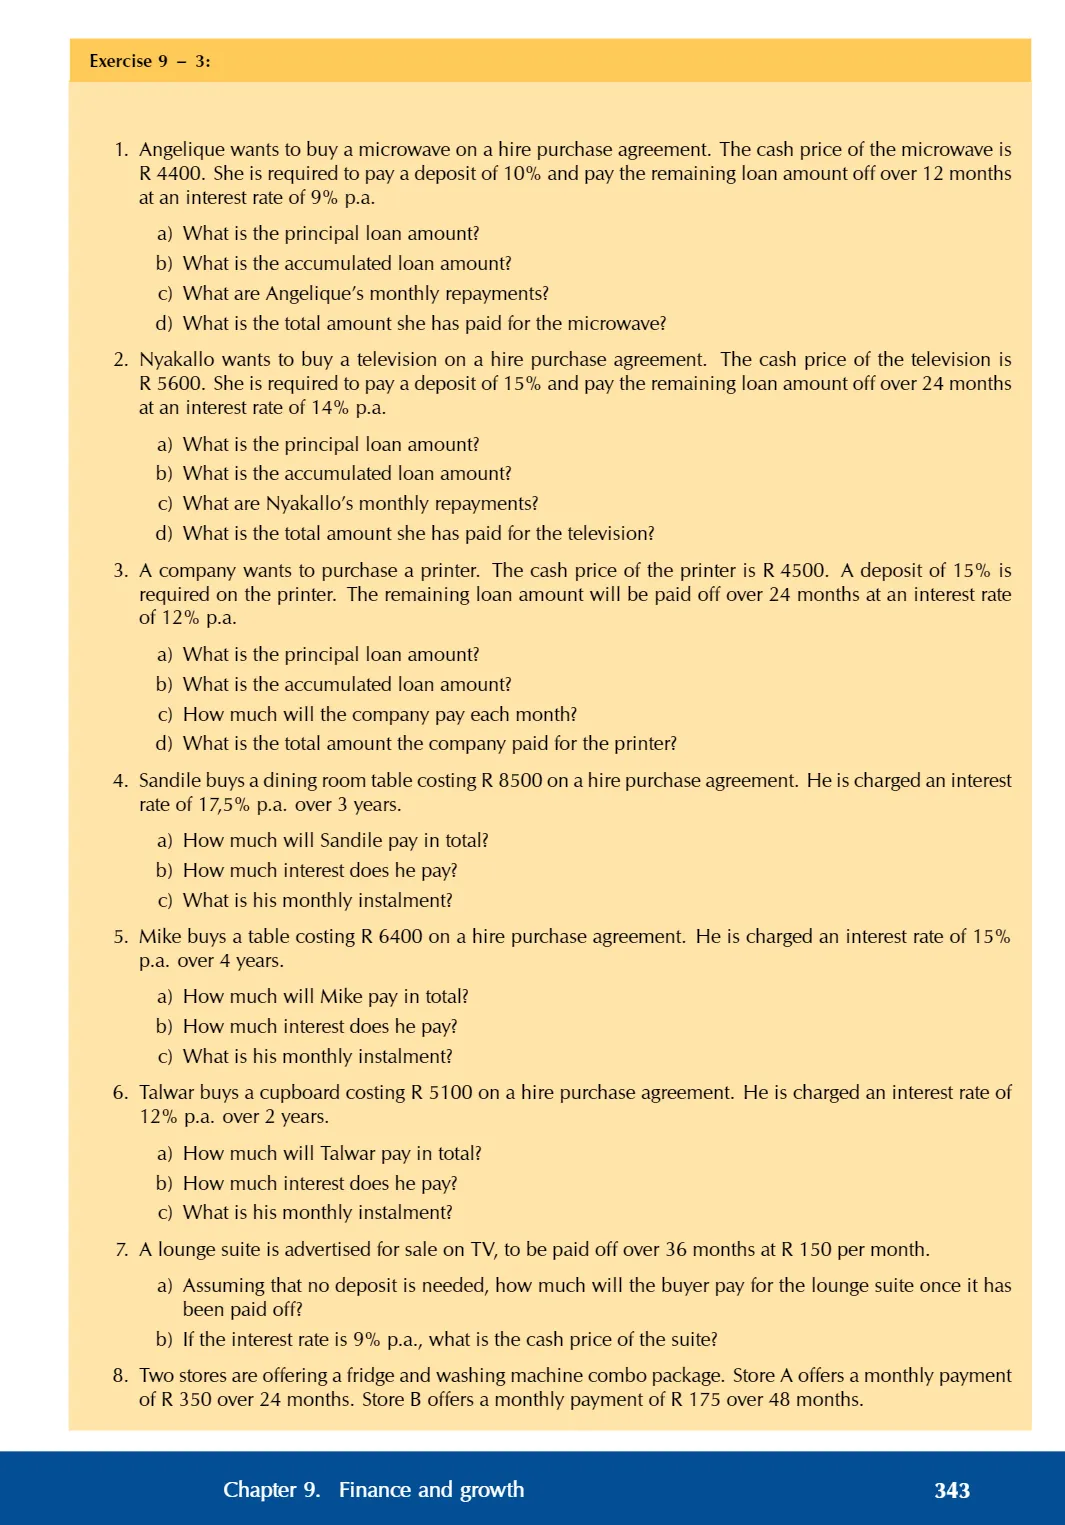 Exercise 9 – 3:
1. Angelique wants to buy a microwave on a hire purchase agreement. The cash price of the microwave is
R 4400. She is required to pay a deposit of 10% and pay the remaining loan amount off over 12 months
at an interest rate of 9% p.a.
a) What is the principal loan amount?
b) What is the accumulated loan amount?
c) What are Angelique's monthly repayments?
d) What is the total amount she has paid for the microwave?
2. Nyakallo wants to buy a television on a hire purchase agreement. The cash price of the television is
R 5600. She is required to pay a deposit of 15% and pay the remaining loan amount off over 24 months
at an interest rate of 14% p.a.
a) What is the principal loan amount?
b) What is the accumulated loan amount?
c) What are Nyakallo's monthly repayments?
d) What is the total amount she has paid for the television?
3. A company wants to purchase a printer. The cash price of the printer is R 4500. A deposit of 15% is
required on the printer. The remaining loan amount will be paid off over 24 months at an interest rate
of 12% p.a.
a) What is the principal loan amount?
b) What is the accumulated loan amount?
c) How much will the company pay each month?
d) What is the total amount the company paid for the printer?
4. Sandile buys a dining room table costing R 8500 on a hire purchase agreement. He is charged an interest
rate of 17,5% p.a. over 3 years.
a) How much will Sandile pay in total?
b) How much interest does he pay?
c) What is his monthly instalment?
5. Mike buys a table costing R 6400 on a hire purchase agreement. He is charged an interest rate of 15%
p.a. over 4 years.
a) How much will Mike pay in total?
b) How much interest does he pay?
c) What is his monthly instalment?
6. Talwar buys a cupboard costing R 5100 on a hire purchase agreement. He is charged an interest rate of
12% p.a. over 2 years.
a) How much will Talwar pay in total?
b) How much interest does he pay?
c) What is his monthly instalment?
7. A lounge suite is advertised for sale on TV, to be paid off over 36 months at R 150 per month.
a) Assuming that no deposit is needed, how much will the buyer pay for the lounge suite once it has
been paid off?
b) If the interest rate is 9% p.a., what is the cash price of the suite?
8. Two stores are offering a fridge and washing machine combo package. Store A offers a monthly payment
of R 350 over 24 months. Store B offers a monthly payment of R 175 over 48 months.
Chapter 9. Finance and growth 343